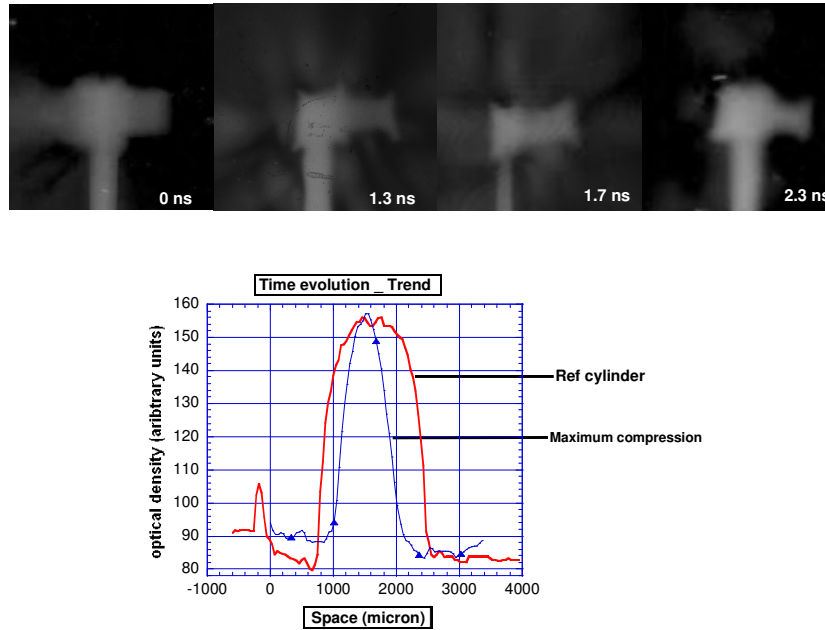 0 ns
1.3 ns
1.7 ns
2.3 ns
Time evolution _ Trend
optical density (aribtrary units)
160
150
140
130
120
110
100
90
80
-1000 0 1000 2000 3000 4000
Space (micron)
Ref cylinder
Maximum compression